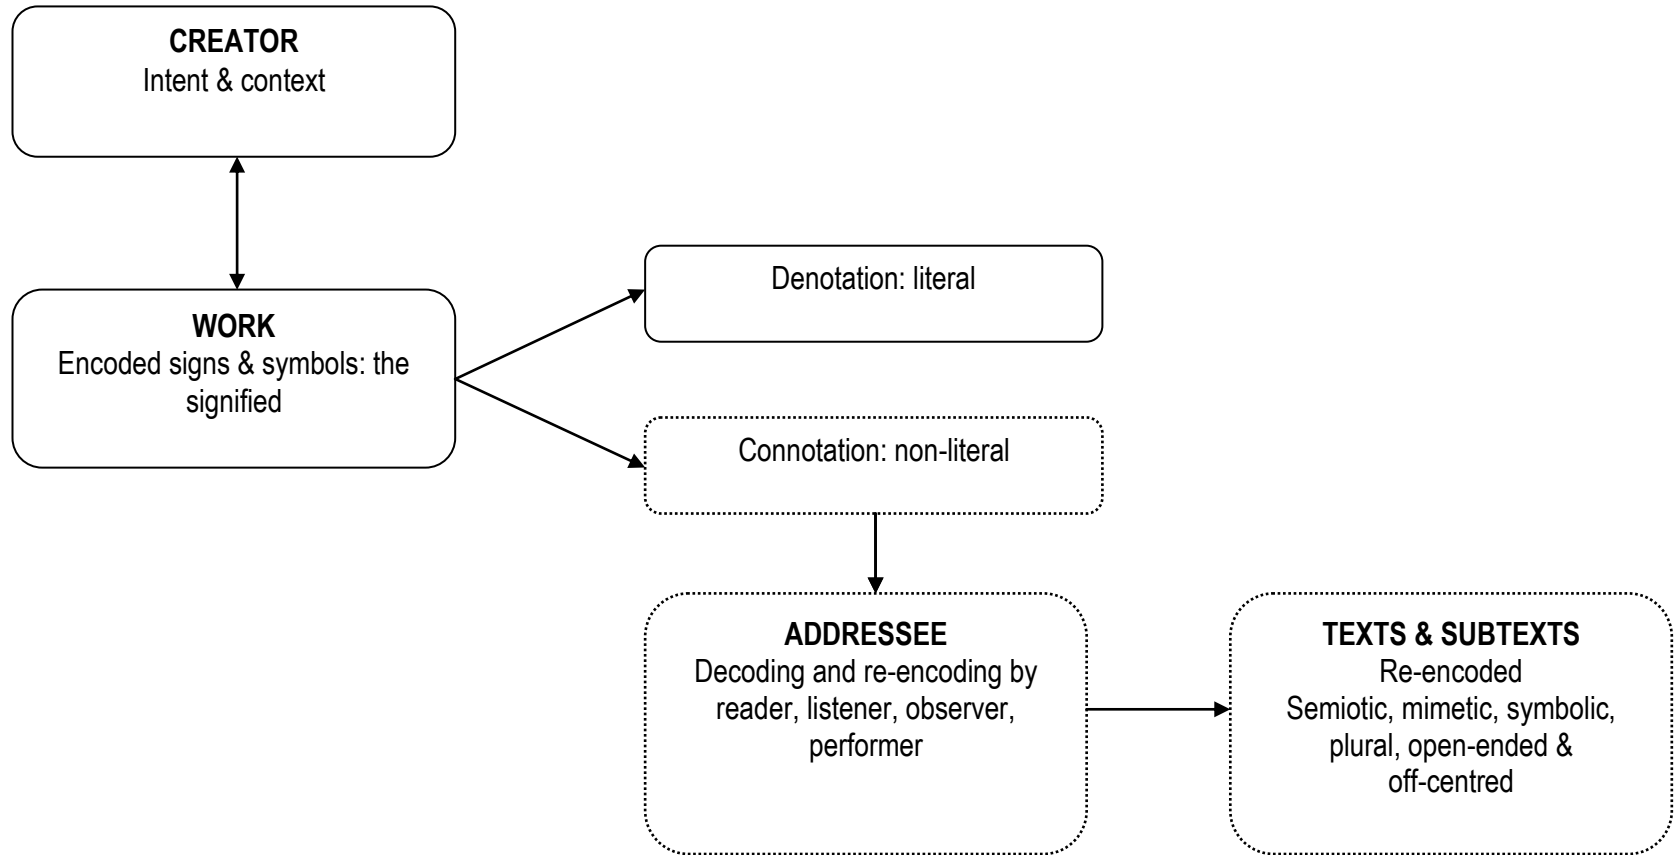 CREATOR
Intent & context
WORK
Encoded signs & symbols: the
signified
Denotation: literal
Connotation: non-literal
ADDRESSEE
Decoding and re-encoding by
reader, listener, observer,
performer
TEXTS & SUBTEXTS
Re-encoded
Semiotic, mimetic, symbolic,
plural, open-ended &
off-centred